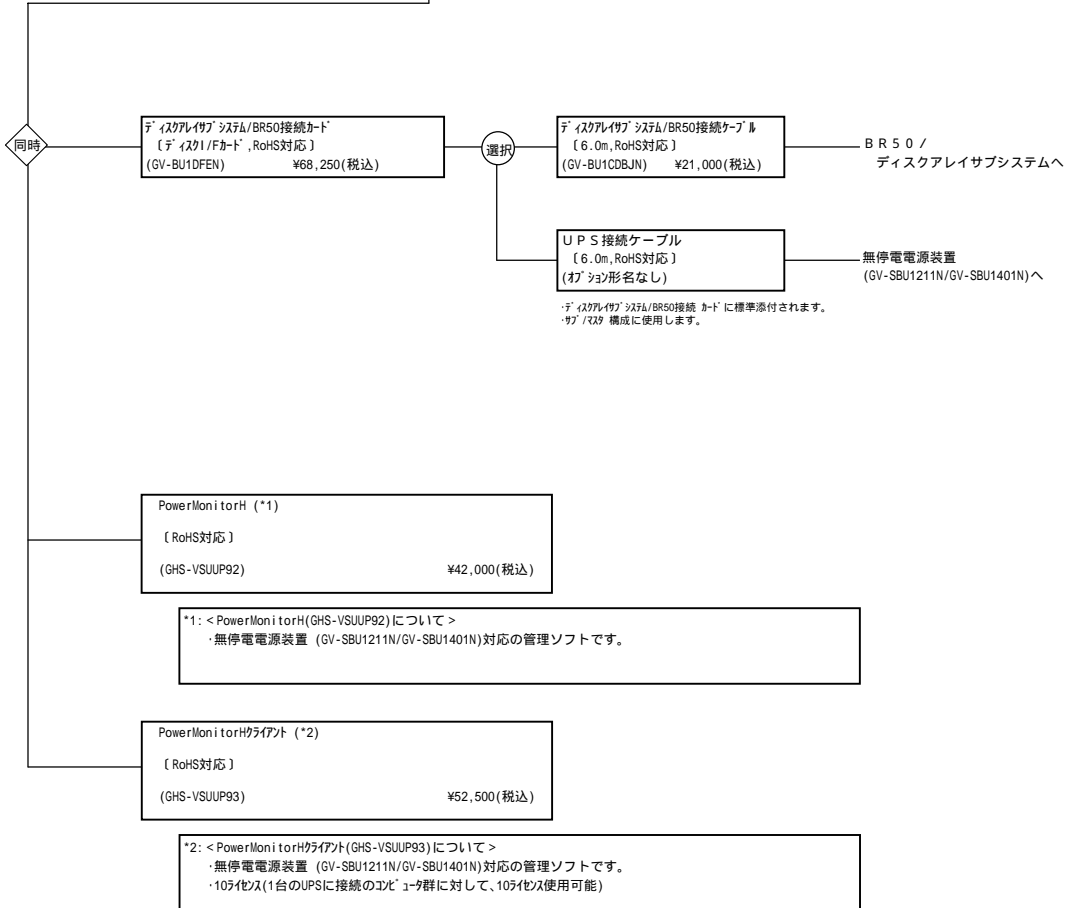 同時
ﾃﾞｨｽｸｱﾚｲｻﾌﾞｼｽﾃﾑ/BR50接続ｶｰﾄﾞ
〔ﾃﾞｨｽｸI/Fｶｰﾄﾞ,RoHS対応〕
(GV-BU1DFEN) ¥68,250(税込)
選択
ﾃﾞｨｽｸｱﾚｲｻﾌﾞｼｽﾃﾑ/BR50接続ｹｰﾌﾞﾙ
〔6.0m,RoHS対応〕
(GV-BU1CDBJN) ¥21,000(税込)
ＢＲ５０／
ディスクアレイサブシステムへ
ＵＰＳ接続ケーブル
〔6.0m,RoHS対応〕
(ｵﾌﾟｼｮﾝ形名なし)
無停電電源装置
(GV-SBU1211N/GV-SBU1401N)へ
･ﾃﾞｨｽｸｱﾚｲｻﾌﾞｼｽﾃﾑ/BR50接続 ｶｰﾄﾞに標準添付されます。
･ｻﾌﾞ/ﾏｽﾀ 構成に使用します。
PowerMonitorH (*1)
〔RoHS対応〕
(GHS-VSUUP92) ¥42,000(税込)
*1:＜PowerMonitorH(GHS-VSUUP92)について＞
･無停電電源装置 (GV-SBU1211N/GV-SBU1401N)対応の管理ソフトです。
PowerMonitorHｸﾗｲｱﾝﾄ (*2)
〔RoHS対応〕
(GHS-VSUUP93) ¥52,500(税込)
*2:＜PowerMonitorHｸﾗｲｱﾝﾄ(GHS-VSUUP93)について＞
･無停電電源装置 (GV-SBU1211N/GV-SBU1401N)対応の管理ソフトです。
･10ﾗｲｾﾝｽ(1台のUPSに接続のｺﾝﾋﾟｭｰﾀ群に対して､10ﾗｲｾﾝｽ使用可能)